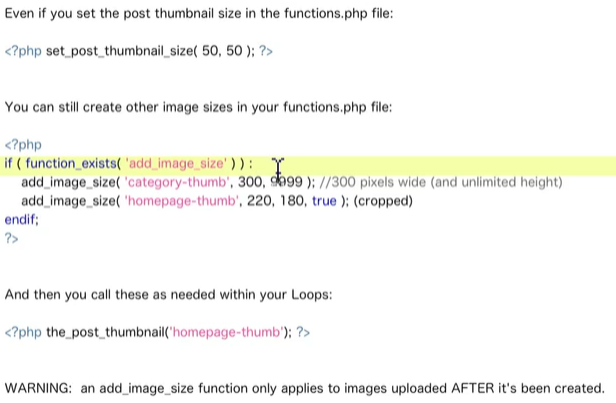 Even if you set the post thumbnail size in the functions.php file:
<?php set_post_thumbnail_size( 50, 50 ); ?>
You can still create other image sizes in your functions.php file:
<?php
if ( function_exists( 'add_image_size' ) ) :
add_image_size( 'category-thumb', 300, 9999 ); //300 pixels wide (and unlimited height)
add_image_size( 'homepage-thumb', 220, 180, true ); (cropped)
endif;
?>
And then you call these as needed within your Loops:
<?php the_post_thumbnail('homepage-thumb'); ?>
WARNING: an add_image_size function only applies to images uploaded AFTER it's been created.